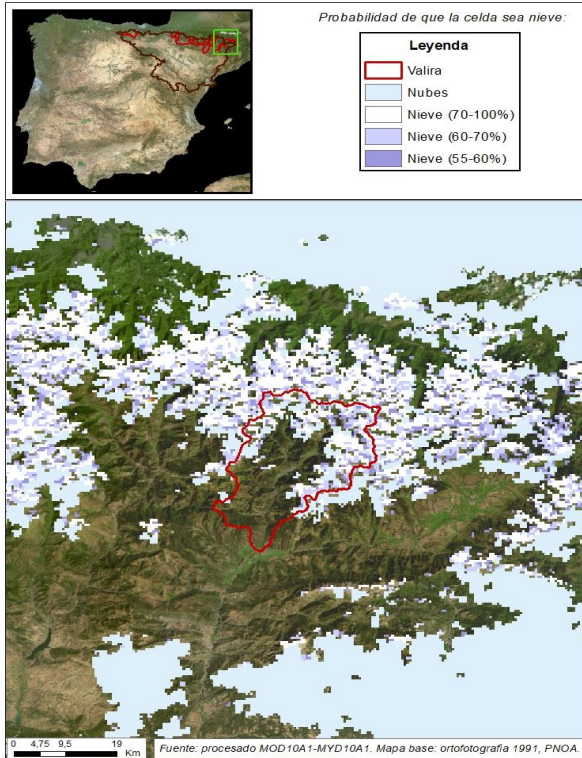 Probabilidad de que la celda sea nieve:
Leyenda
Valira
Nubes
Nieve (70-100%)
Nieve (60-70%)
Nieve (55-60%)
0 4,75 9,5 19
Km
Fuente: procesado MOD10A1-MYD10A1. Mapa base: ortofotografía 1991, PNOA.